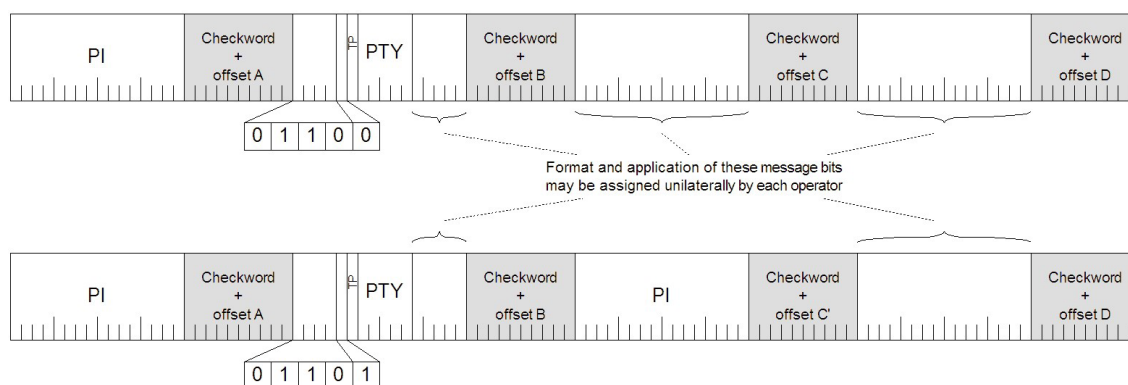 PI
Checkword
+
offset A
TP
PTY
Checkword
+
offset B
Checkword
+
offset C
Checkword
+
offset D
0 1 1 0 0
Format and application of these message bits
may be assigned unilaterally by each operator
PI
Checkword
+
offset A
TP
PTY
Checkword
+
offset B
PI
Checkword
+
offset C'
Checkword
+
offset D
0 1 1 0 1